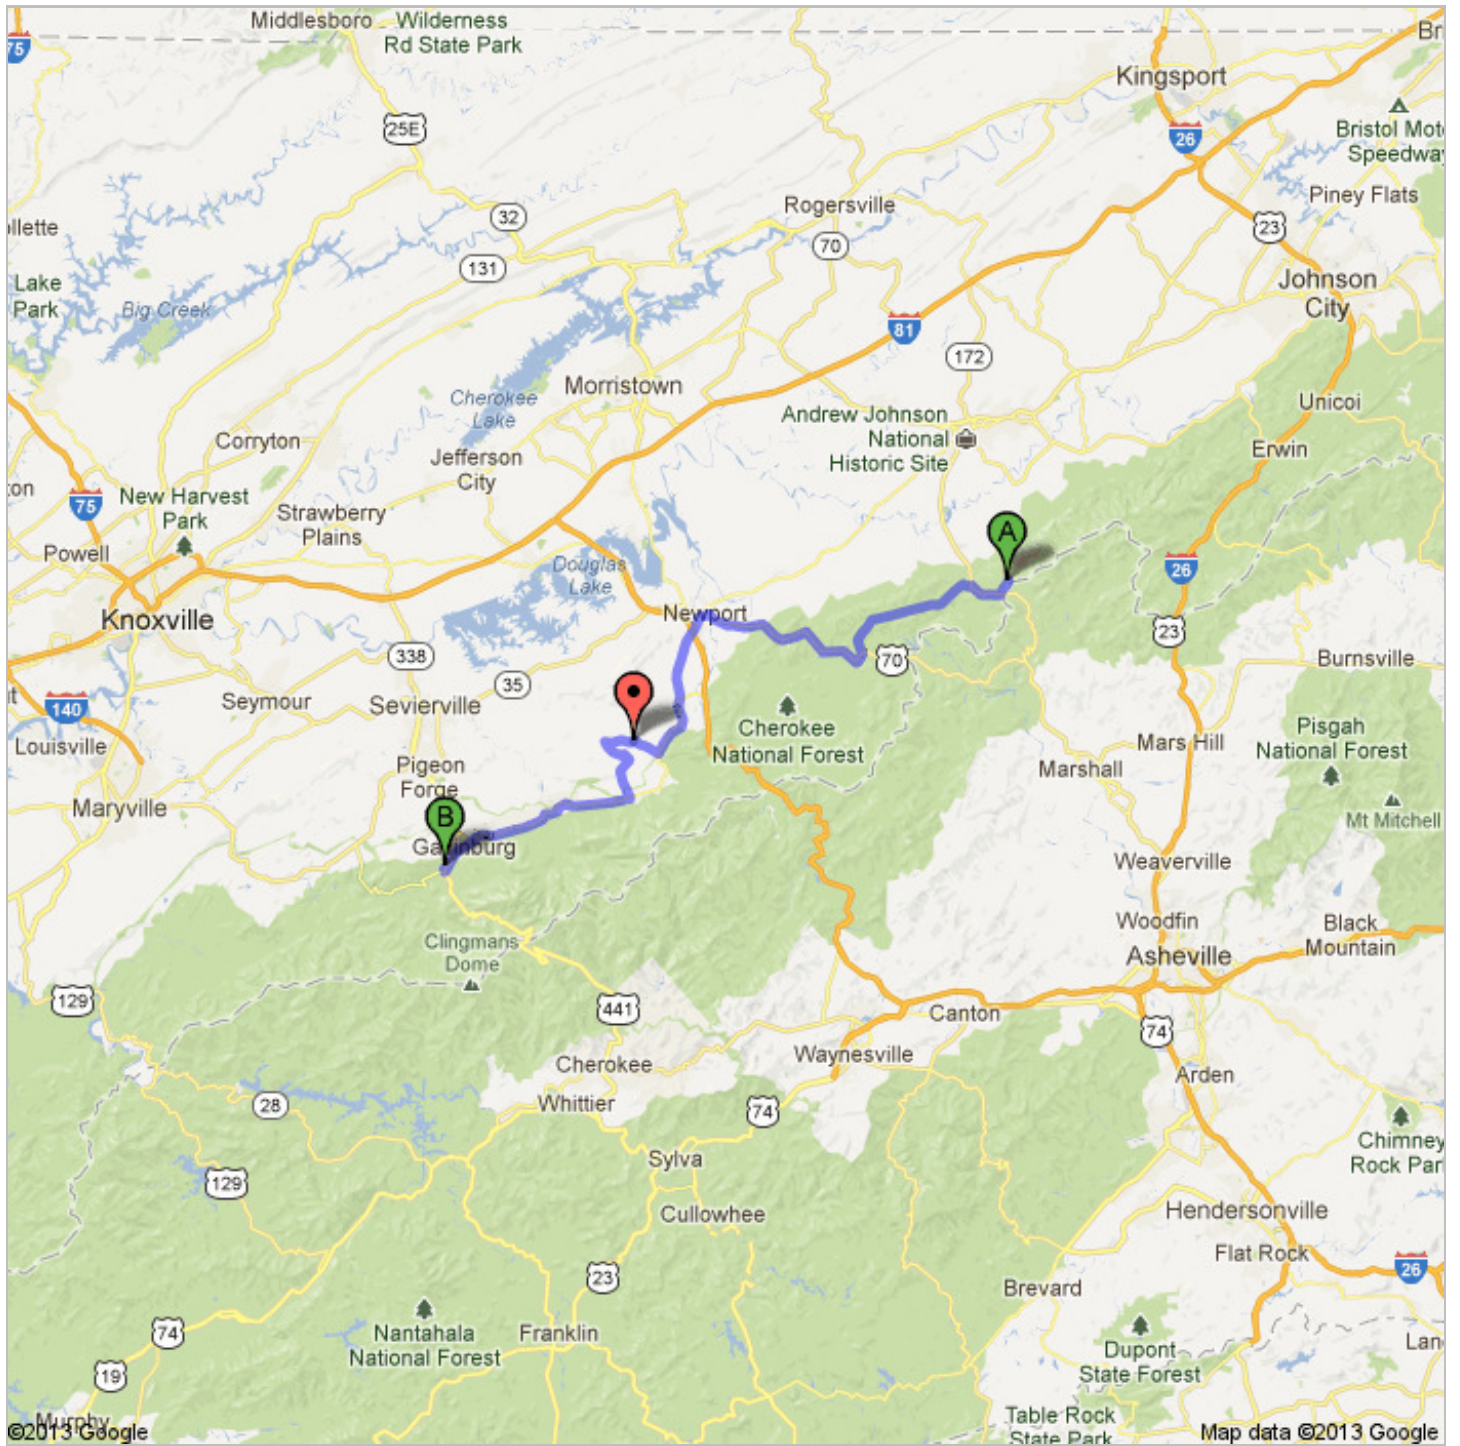 Middlesboro
Wilderness
Rd State Park
75
Kingsport
25E
26
Bristol Mot
Speedway
Piney Flats
Rogersville
32
23
70
131
Lake
Park
Big Creek
Johnson
City
81
172
Morristown
Cherokee
Lake
Unicoi
Andrew Johnson
National
Historic Site
Corryton
Jefferson
City
Erwin
75
New Harvest
Park
Strawberry
Plains
A
Powell
Douglas
Lake
26
Knoxville
Newport
23
338
70
Burnsville
35
Seymour
Sevierville
140
Louisville
Cherokee
National Forest
Pisgah
National Forest
Mars Hill
Pigeon
Forge
Marshall
Maryville
B
Mt Mitchell
Gatlinburg
Weaverville
Woodfin
Black
Mountain
Clingmans
Dome
Asheville
129
441
Canton
74
Cherokee
Waynesville
Arden
28
Whittier
74
Chimney
Rock Park
Sylva
129
Cullowhee
Hendersonville
Flat Rock
26
23
Brevard
74
Nantahala
National Forest
Franklin
Dupont
State Forest
19
Murphy
Table Rock
State Park
©2013 Google
Map data ©2013 Google